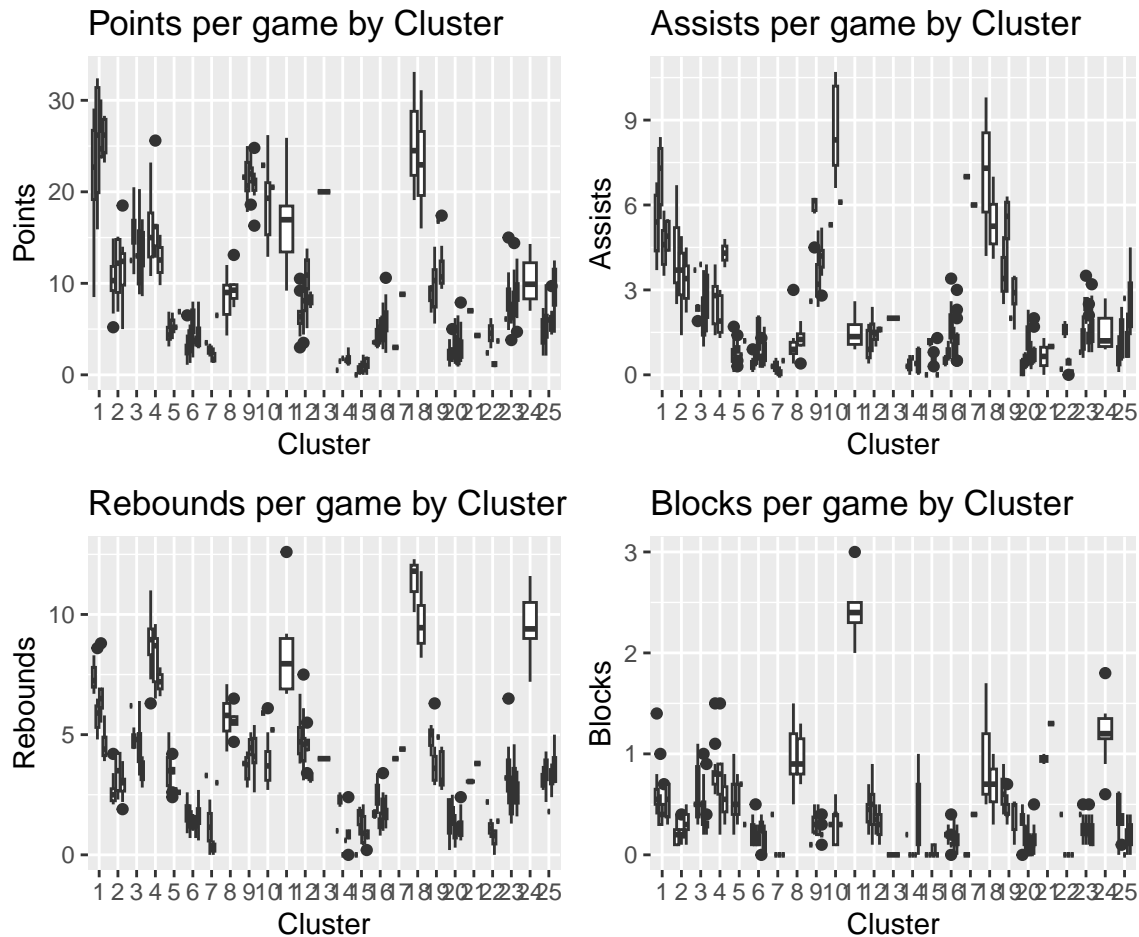 Points per game by Cluster
Points
30
20
10
0
1 2 3 4 5 6 7 8 9 10 11 12 13 14 15 16 17 18 19 20 21 22 23 24 25
Cluster
Assists per game by Cluster
Assists
9
6
3
0
1 2 3 4 5 6 7 8 9 10 11 12 13 14 15 16 17 18 19 20 21 22 23 24 25
Cluster
Rebounds per game by Cluster
Rebounds
10
5
0
1 2 3 4 5 6 7 8 9 10 11 12 13 14 15 16 17 18 19 20 21 22 23 24 25
Cluster
Blocks per game by Cluster
Blocks
3
2
1
0
1 2 3 4 5 6 7 8 9 10 11 12 13 14 15 16 17 18 19 20 21 22 23 24 25
Cluster